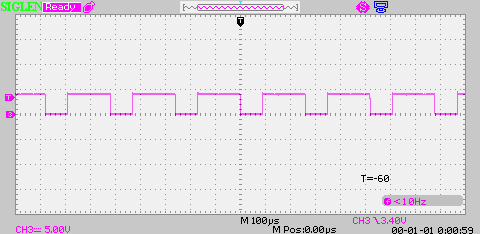 SIGLENT Ready
T
T
3
T=-60
<10Hz
M 100µs
CH3 3.40V
CH3= 5.00V
M Pos:0.00µs
00-01-01 0:00:59